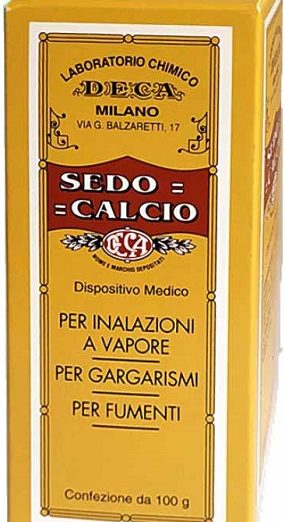 LABORATORIO CHIMICO
DECA
MILANO
VIA G. BALZARETTI, 17
SEDO =
= CALCIO
DECA
NOME E MARCHIO DEPOSITATI
Dispositivo Medico
PER INALAZIONI
A VAPORE
PER GARGARISMI
PER FUMENTI
Confezione da 100 g